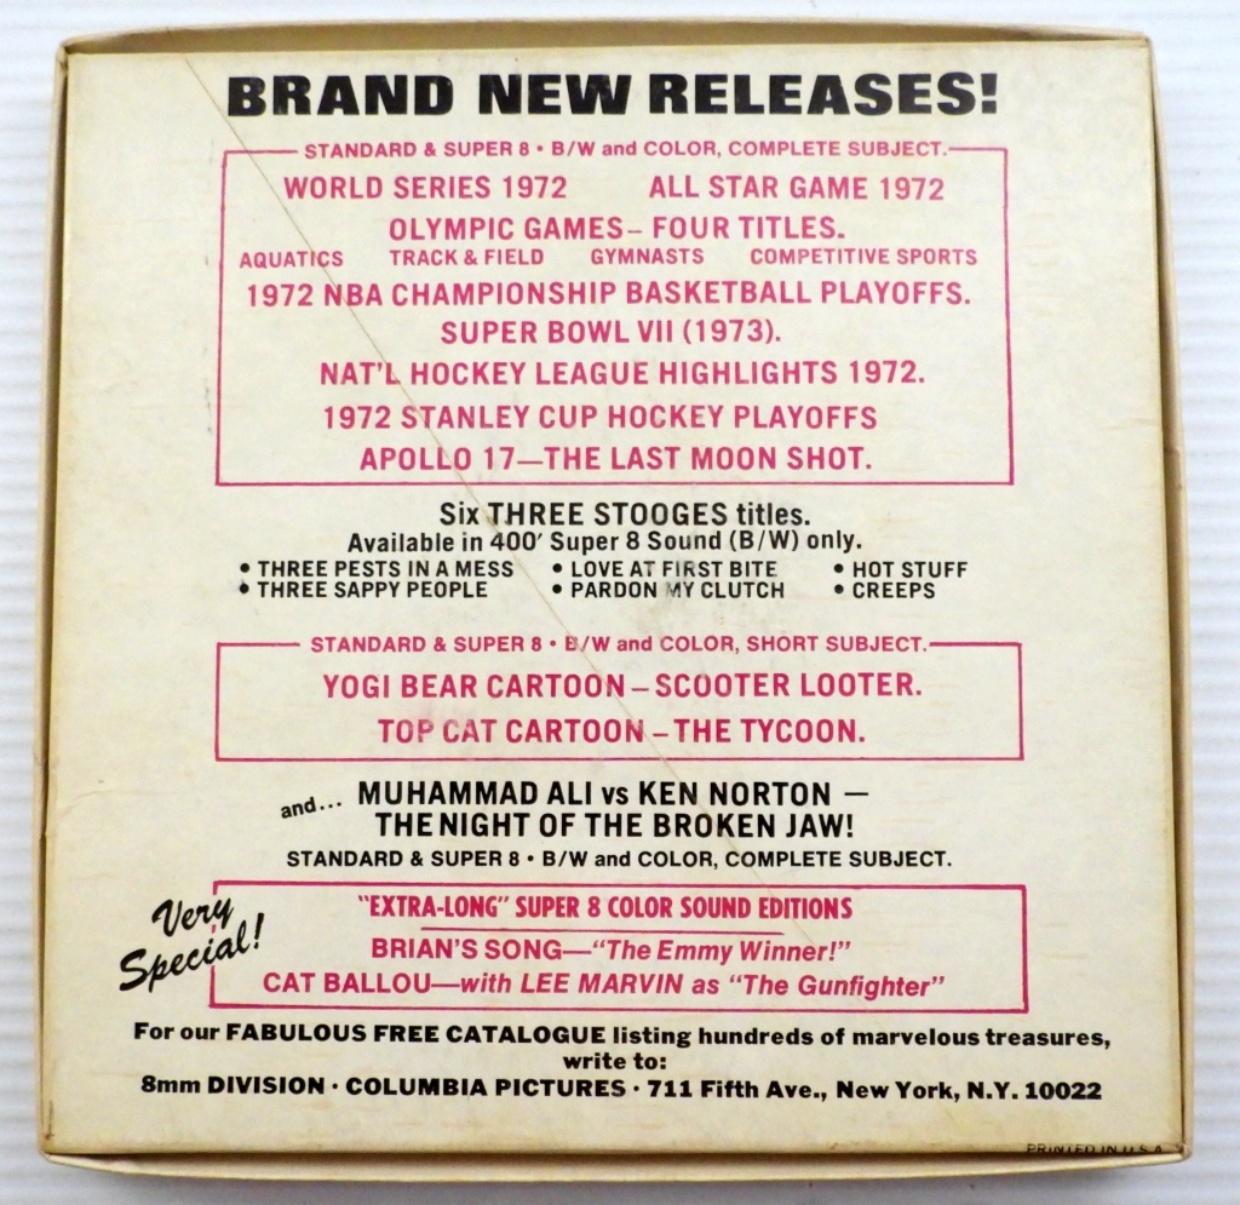 BRAND NEW RELEASES!
STANDARD & SUPER 8 • B/W and COLOR, COMPLETE SUBJECT.
WORLD SERIES 1972 ALL STAR GAME 1972
OLYMPIC GAMES– FOUR TITLES.
AQUATICS TRACK & FIELD GYMNASTS COMPETITIVE SPORTS
1972 NBA CHAMPIONSHIP BASKETBALL PLAYOFFS.
SUPER BOWL VII (1973).
NAT'L HOCKEY LEAGUE HIGHLIGHTS 1972.
1972 STANLEY CUP HOCKEY PLAYOFFS
APOLLO 17—THE LAST MOON SHOT.
Six THREE STOOGES titles.
Available in 400′ Super 8 Sound (B/W) only.
• THREE PESTS IN A MESS • LOVE AT FIRST BITE • HOT STUFF
• THREE SAPPY PEOPLE • PARDON MY CLUTCH • CREEPS
STANDARD & SUPER 8 • B/W and COLOR, SHORT SUBJECT.
YOGI BEAR CARTOON – SCOOTER LOOTER.
TOP CAT CARTOON – THE TYCOON.
and... MUHAMMAD ALI vs KEN NORTON —
THE NIGHT OF THE BROKEN JAW!
STANDARD & SUPER 8 • B/W and COLOR, COMPLETE SUBJECT.
Very
Special!
"EXTRA-LONG" SUPER 8 COLOR SOUND EDITIONS
BRIAN'S SONG—"The Emmy Winner!"
CAT BALLOU—with LEE MARVIN as "The Gunfighter"
For our FABULOUS FREE CATALOGUE listing hundreds of marvelous treasures,
write to:
8mm DIVISION · COLUMBIA PICTURES · 711 Fifth Ave., New York, N.Y. 10022
PRINTED IN U.S.A.